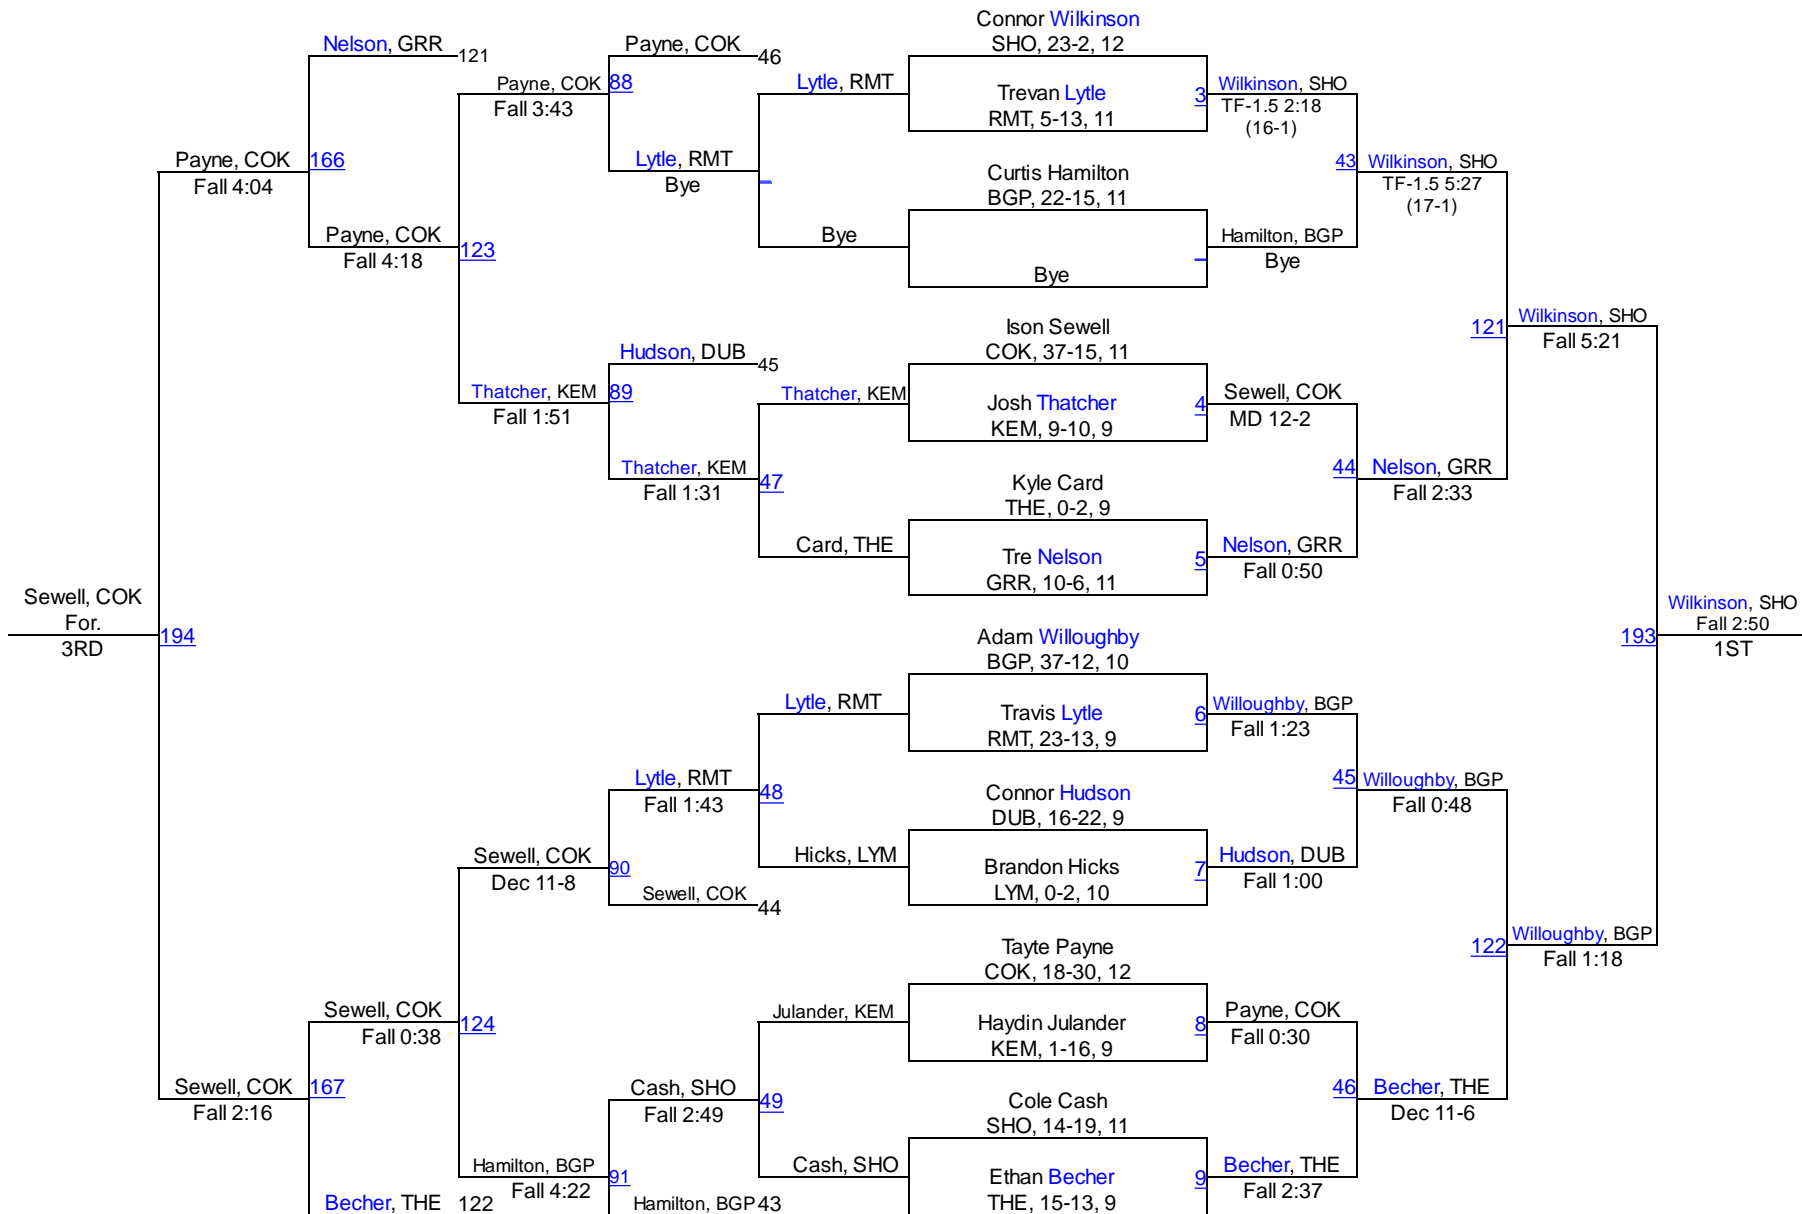 Connor Wilkinson
SHO, 23-2, 12
Nelson, GRR
121
Payne, COK
46
Payne, COK
88
Fall 3:43
Lytle, RMT
Trevan Lytle
RMT, 5-13, 11
3
Wilkinson, SHO
TF-1.5 2:18
(16-1)
Payne, COK
166
Fall 4:04
Lytle, RMT
Bye
Curtis Hamilton
BGP, 22-15, 11
43
Wilkinson, SHO
TF-1.5 5:27
(17-1)
Payne, COK
Fall 4:18
123
Bye
Bye
Hamilton, BGP
Bye
Ison Sewell
COK, 37-15, 11
121
Wilkinson, SHO
Fall 5:21
Hudson, DUB
45
Thatcher, KEM
89
Fall 1:51
Thatcher, KEM
Josh Thatcher
KEM, 9-10, 9
4
Sewell, COK
MD 12-2
Thatcher, KEM
Fall 1:31
47
Kyle Card
THE, 0-2, 9
44
Nelson, GRR
Fall 2:33
Card, THE
Tre Nelson
GRR, 10-6, 11
5
Nelson, GRR
Fall 0:50
Sewell, COK
For.
3RD
194
Adam Willoughby
BGP, 37-12, 10
193
Wilkinson, SHO
Fall 2:50
1ST
Lytle, RMT
Travis Lytle
RMT, 23-13, 9
6
Willoughby, BGP
Fall 1:23
Lytle, RMT
Fall 1:43
48
Connor Hudson
DUB, 16-22, 9
45
Willoughby, BGP
Fall 0:48
Sewell, COK
Dec 11-8
90
Hicks, LYM
Brandon Hicks
LYM, 0-2, 10
7
Hudson, DUB
Fall 1:00
Sewell, COK
44
Tayte Payne
COK, 18-30, 12
122
Willoughby, BGP
Fall 1:18
Sewell, COK
Fall 0:38
124
Julander, KEM
Haydin Julander
KEM, 1-16, 9
8
Payne, COK
Fall 0:30
Sewell, COK
167
Fall 2:16
Cash, SHO
Fall 2:49
49
Cole Cash
SHO, 14-19, 11
46
Becher, THE
Dec 11-6
Hamilton, BGP
Fall 4:22
91
Cash, SHO
Ethan Becher
THE, 15-13, 9
9
Becher, THE
Fall 2:37
Becher, THE
122
Hamilton, BGP
43